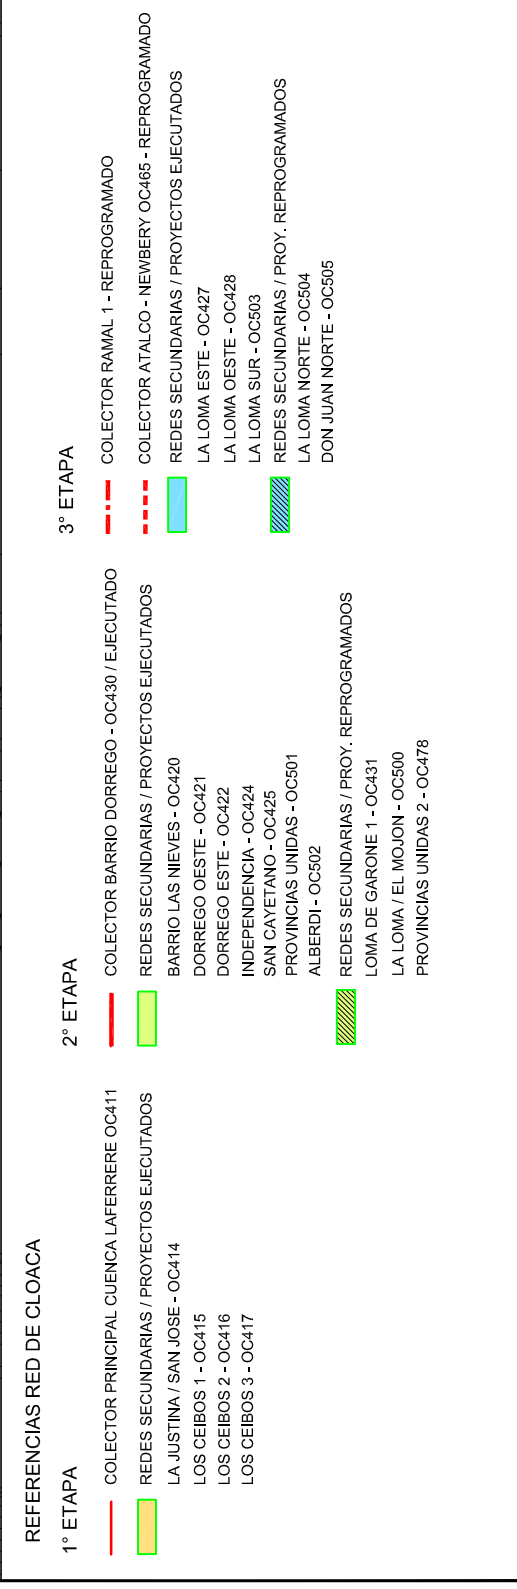 REFERENCIAS RED DE CLOACA
1° ETAPA
COLECTOR PRINCIPAL CUENCA LAFERRERE OC411
REDES SECUNDARIAS / PROYECTOS EJECUTADOS
LA JUSTINA / SAN JOSE - OC414
LOS CEIBOS 1 - OC415
LOS CEIBOS 2 - OC416
LOS CEIBOS 3 - OC417
2° ETAPA
COLECTOR BARRIO DORREGO - OC430 / EJECUTADO
REDES SECUNDARIAS / PROYECTOS EJECUTADOS
BARRIO LAS NIEVES - OC420
DORREGO OESTE - OC421
DORREGO ESTE - OC422
INDEPENDENCIA - OC424
SAN CAYETANO - OC425
PROVINCIAS UNIDAS - OC501
ALBERDI - OC502
REDES SECUNDARIAS / PROY. REPROGRAMADOS
LOMA DE GARONE 1 - OC431
LA LOMA / EL MOJON - OC500
PROVINCIAS UNIDAS 2 - OC478
3° ETAPA
COLECTOR RAMAL 1 - REPROGRAMADO
COLECTOR ATALCO - NEWBERY OC465 - REPROGRAMADO
REDES SECUNDARIAS / PROYECTOS EJECUTADOS
LA LOMA ESTE - OC427
LA LOMA OESTE - OC428
LA LOMA SUR - OC503
REDES SECUNDARIAS / PROY. REPROGRAMADOS
LA LOMA NORTE - OC504
DON JUAN NORTE - OC505